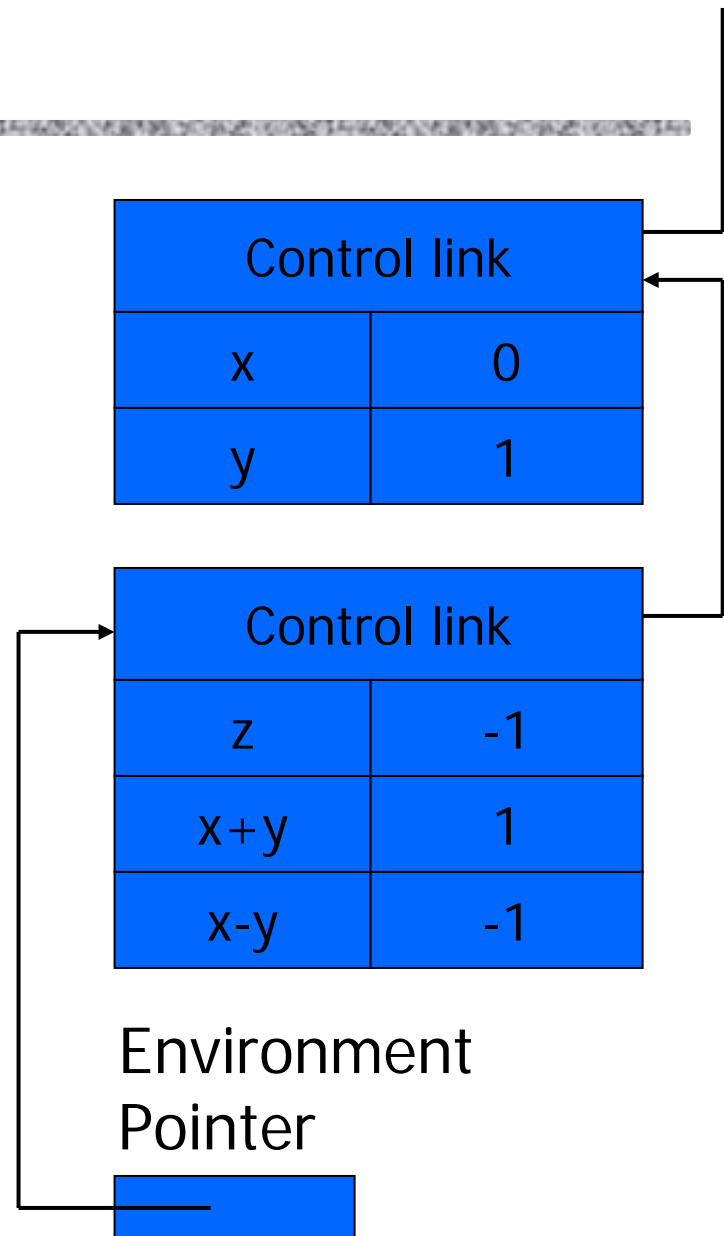 Control link
x 0
y 1
Control link
z -1
x+y 1
x-y -1
Environment
Pointer